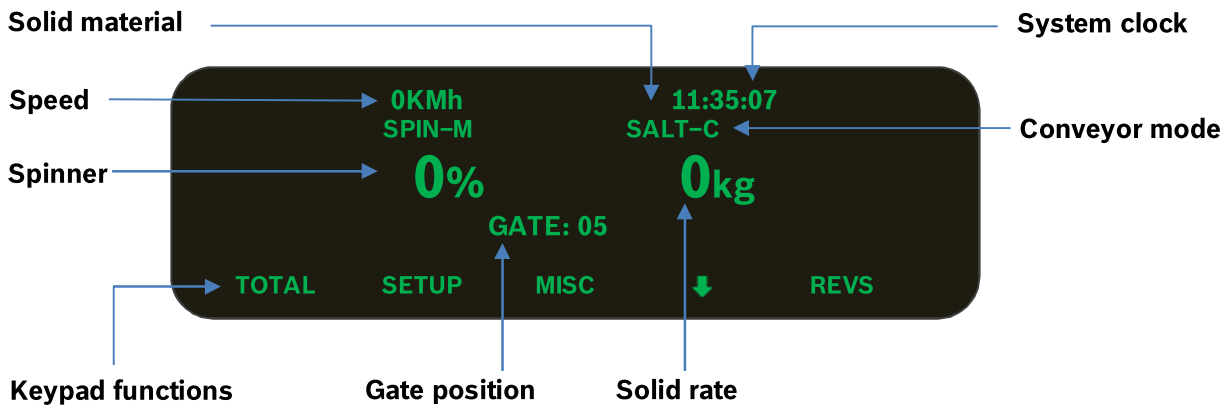 Solid material
System clock
Speed
0KMh
11:35:07
SPIN–M
SALT–C
Conveyor mode
Spinner
0%
0kg
GATE: 05
TOTAL SETUP MISC REVS
Keypad functions
Gate position
Solid rate